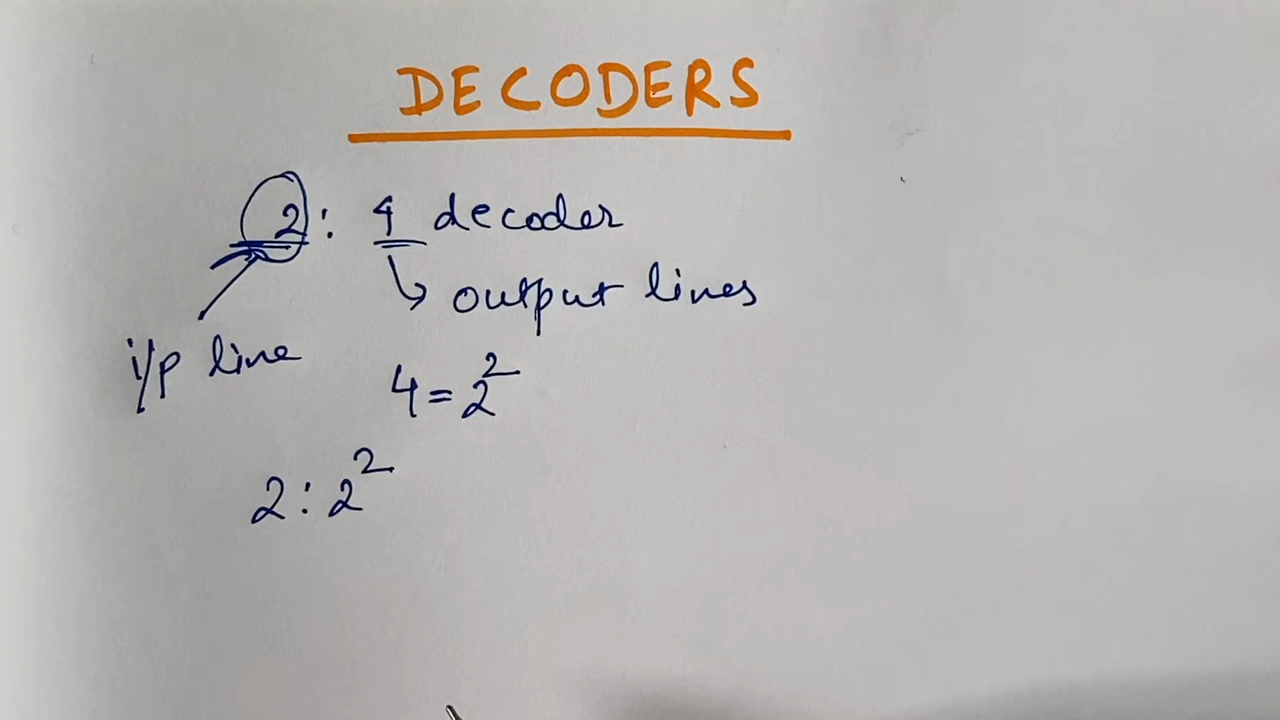 DECODERS
2 : 4 decoder
output lines
i/p line
4 = 2²
2 : 2²